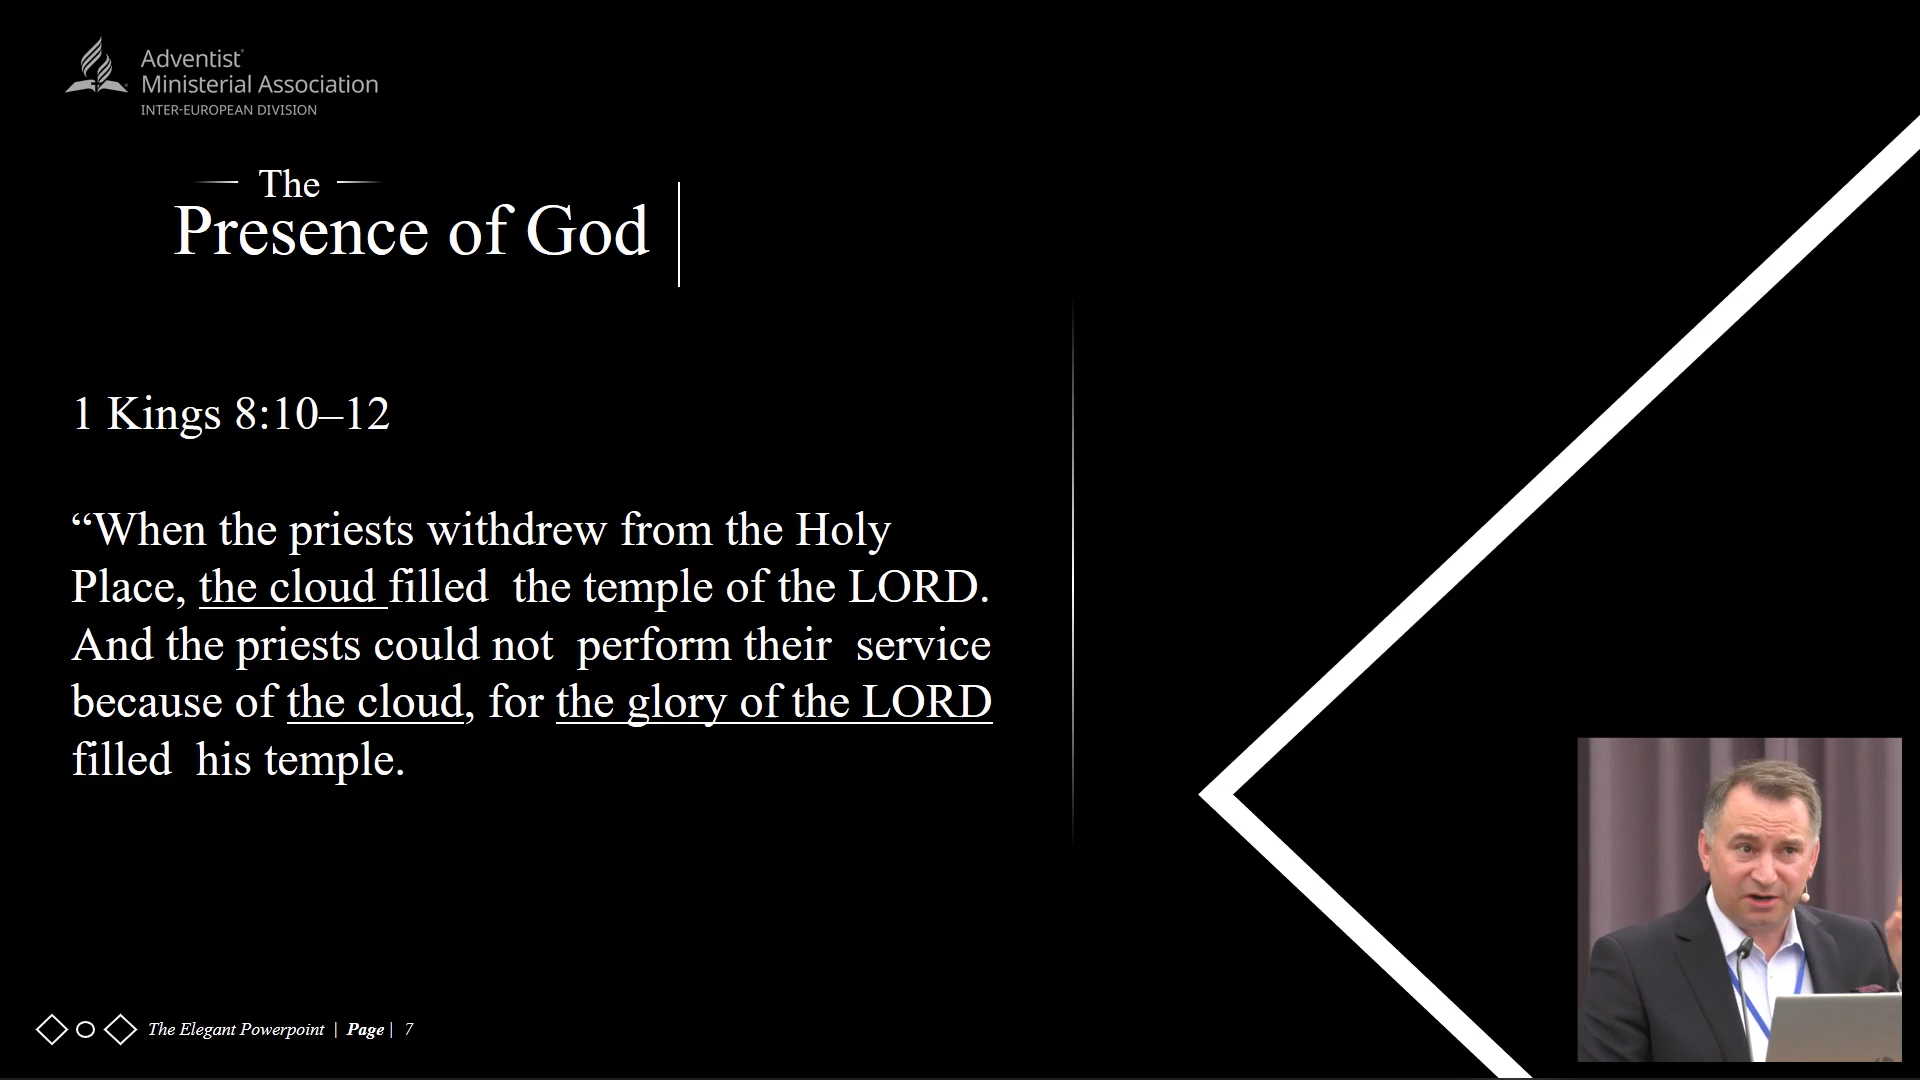 Adventist
Ministerial Association
INTER-EUROPEAN DIVISION
The
Presence of God
1 Kings 8:10–12
“When the priests withdrew from the Holy
Place, the cloud filled the temple of the LORD.
And the priests could not perform their service
because of the cloud, for the glory of the LORD
filled his temple.
The Elegant Powerpoint | Page | 7